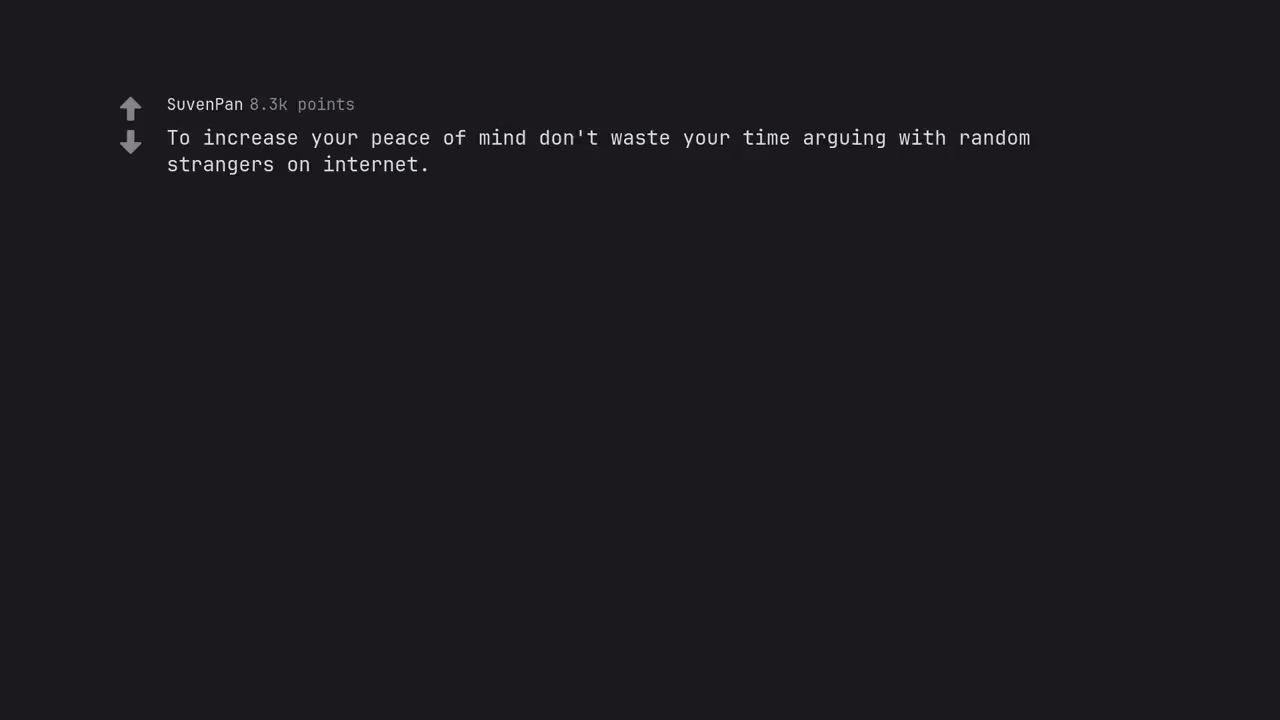 SuvenPan 8.3k points
To increase your peace of mind don't waste your time arguing with random
strangers on internet.